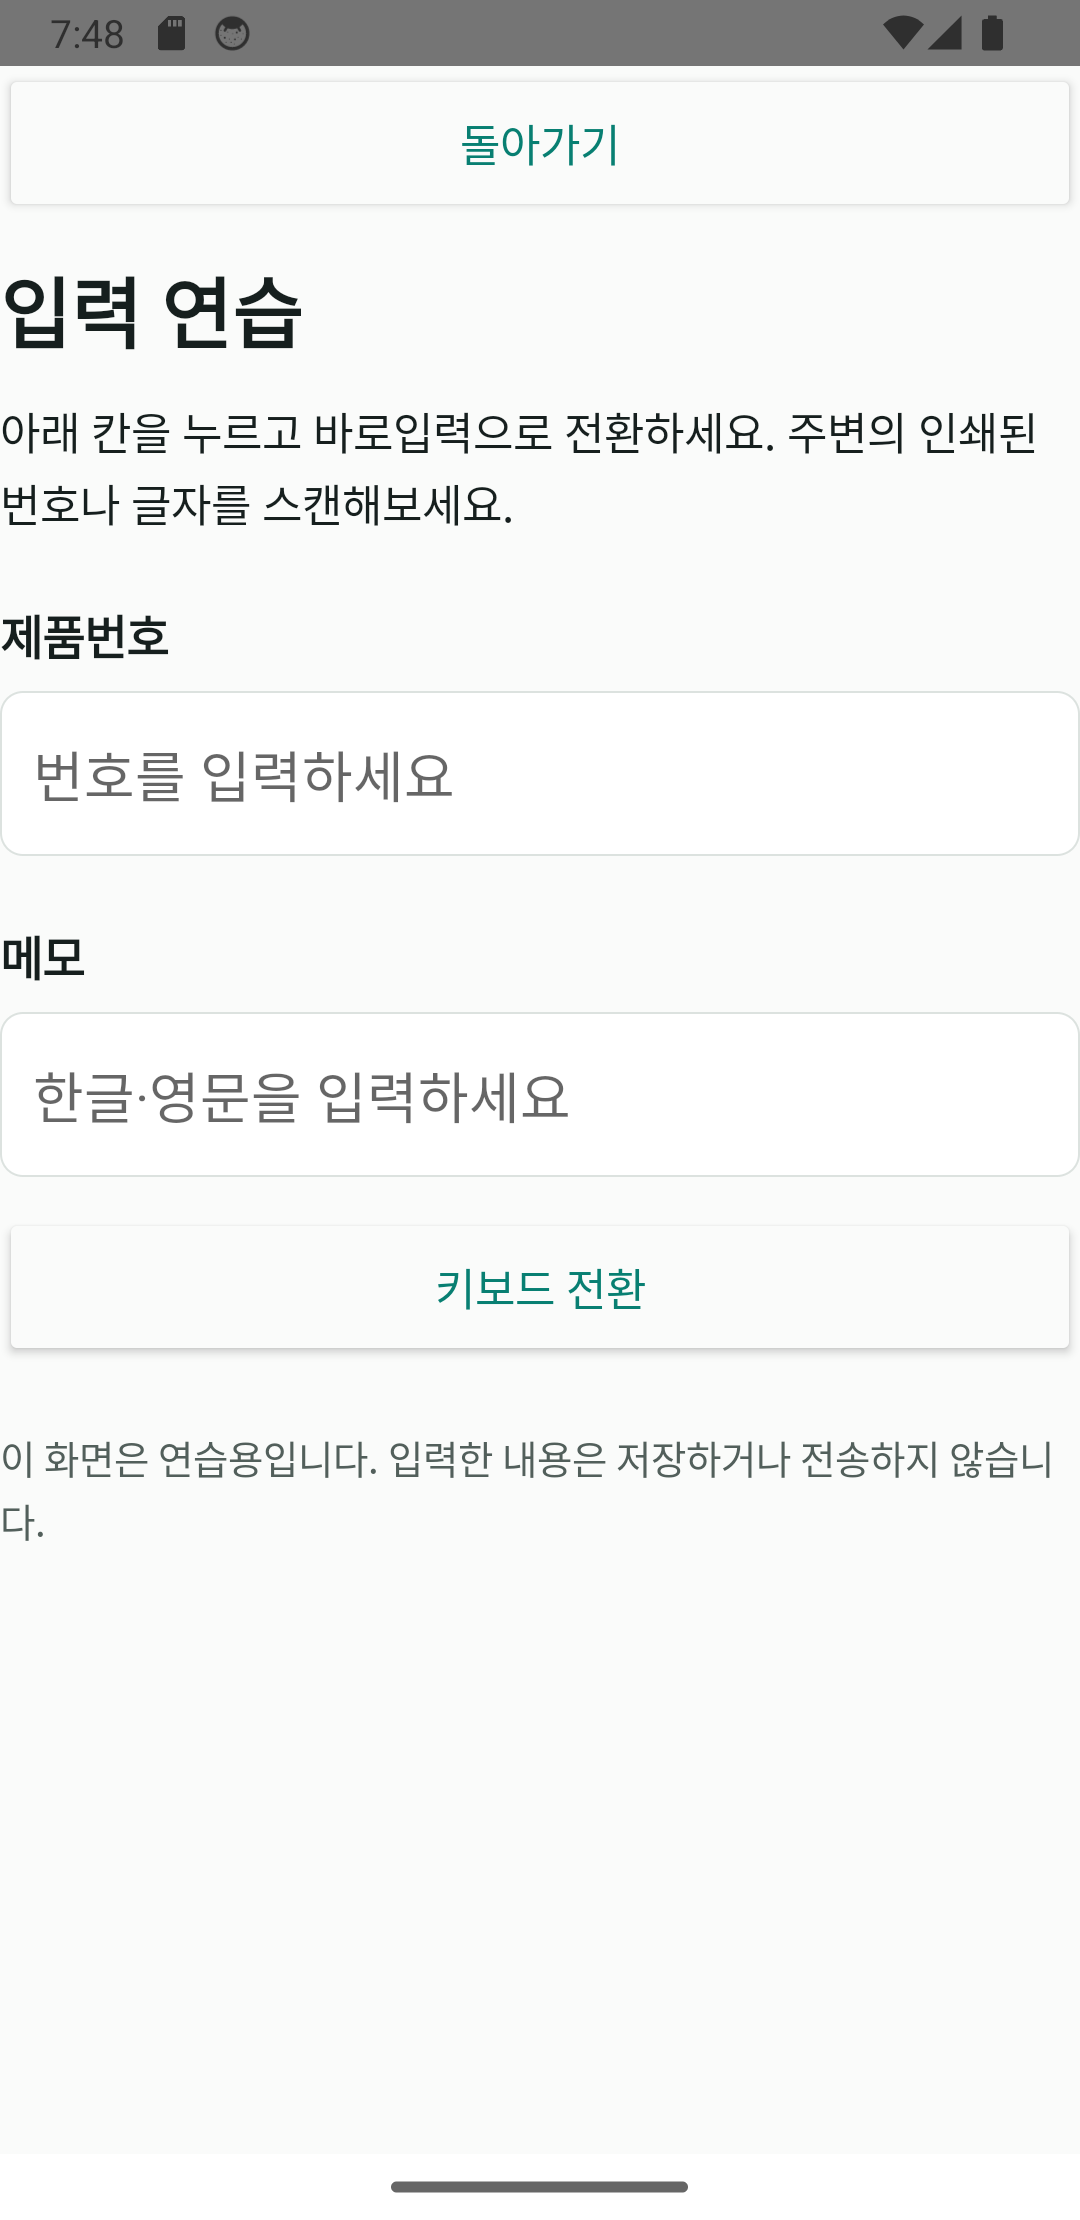 7:48
돌아가기
입력 연습
아래 칸을 누르고 바로입력으로 전환하세요. 주변의 인쇄된
번호나 글자를 스캔해보세요.
제품번호
번호를 입력하세요
메모
한글·영문을 입력하세요
키보드 전환
이 화면은 연습용입니다. 입력한 내용은 저장하거나 전송하지 않습니
다.